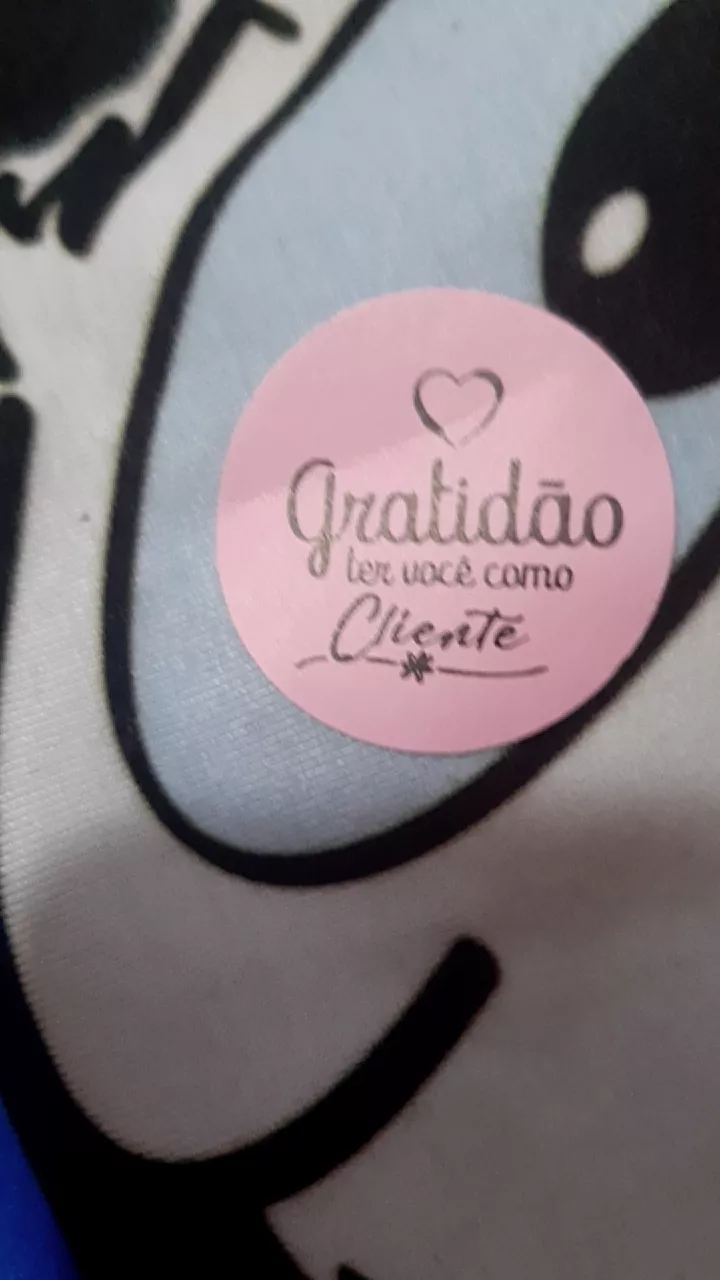 Gratidão
ter você como
Cliente